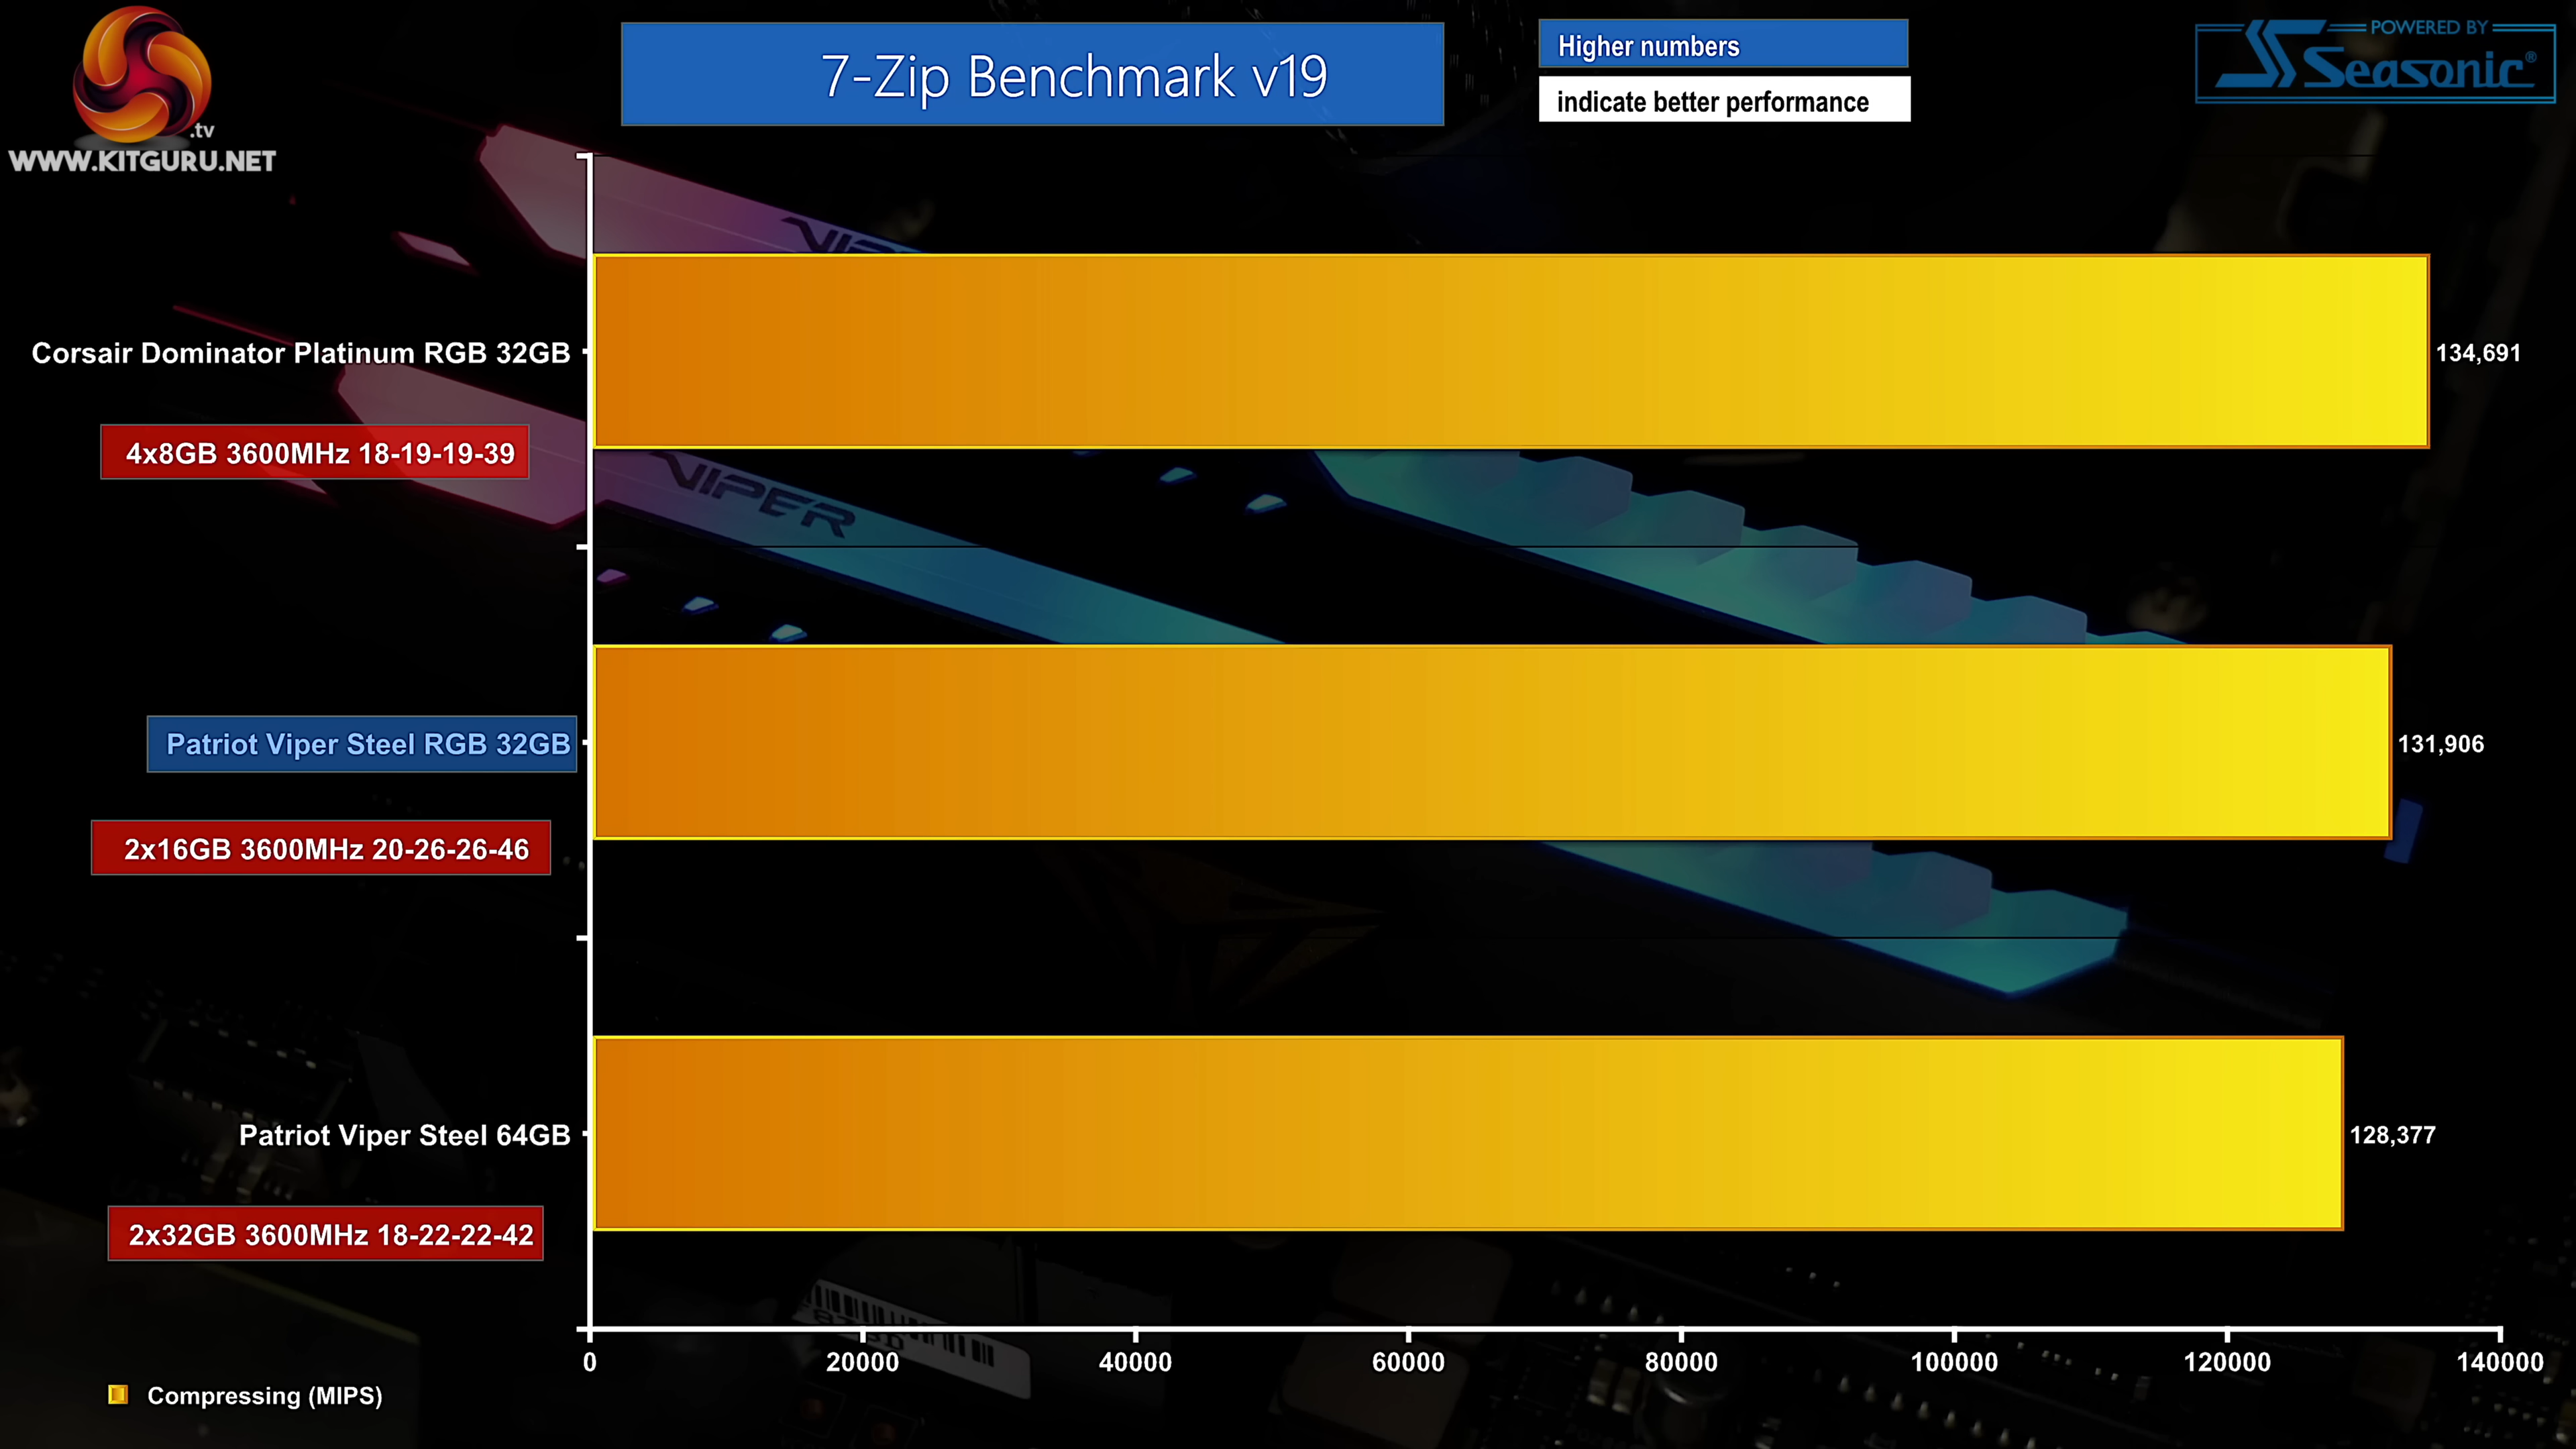 .tv
WWW.KITGURU.NET
7-Zip Benchmark v19
Higher numbers
indicate better performance
POWERED BY
Seasonic®
VIPER
Corsair Dominator Platinum RGB 32GB
134,691
4x8GB 3600MHz 18-19-19-39
VIPER
Patriot Viper Steel RGB 32GB
131,906
2x16GB 3600MHz 20-26-26-46
Patriot Viper Steel 64GB
128,377
2x32GB 3600MHz 18-22-22-42
0 20000 40000 60000 80000 100000 120000 140000
Compressing (MIPS)